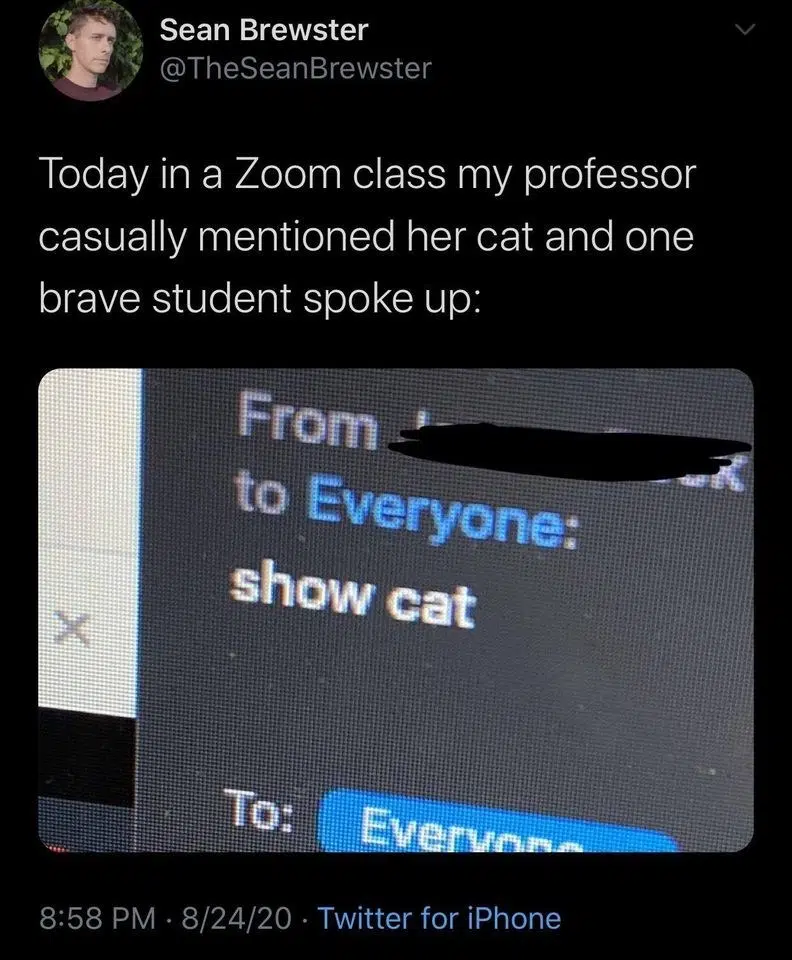 Sean Brewster
@TheSeanBrewster
Today in a Zoom class my professor
casually mentioned her cat and one
brave student spoke up:
From
to Everyone:
show cat
To: Everyone
8:58 PM · 8/24/20 · Twitter for iPhone